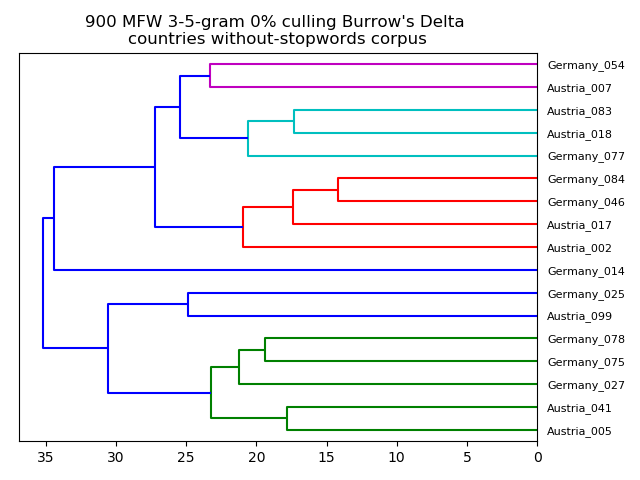 900 MFW 3-5-gram 0% culling Burrow's Delta
countries without-stopwords corpus
Germany_054
Austria_007
Austria_083
Austria_018
Germany_077
Germany_084
Germany_046
Austria_017
Austria_002
Germany_014
Germany_025
Austria_099
Germany_078
Germany_075
Germany_027
Austria_041
Austria_005
35 30 25 20 15 10 5 0